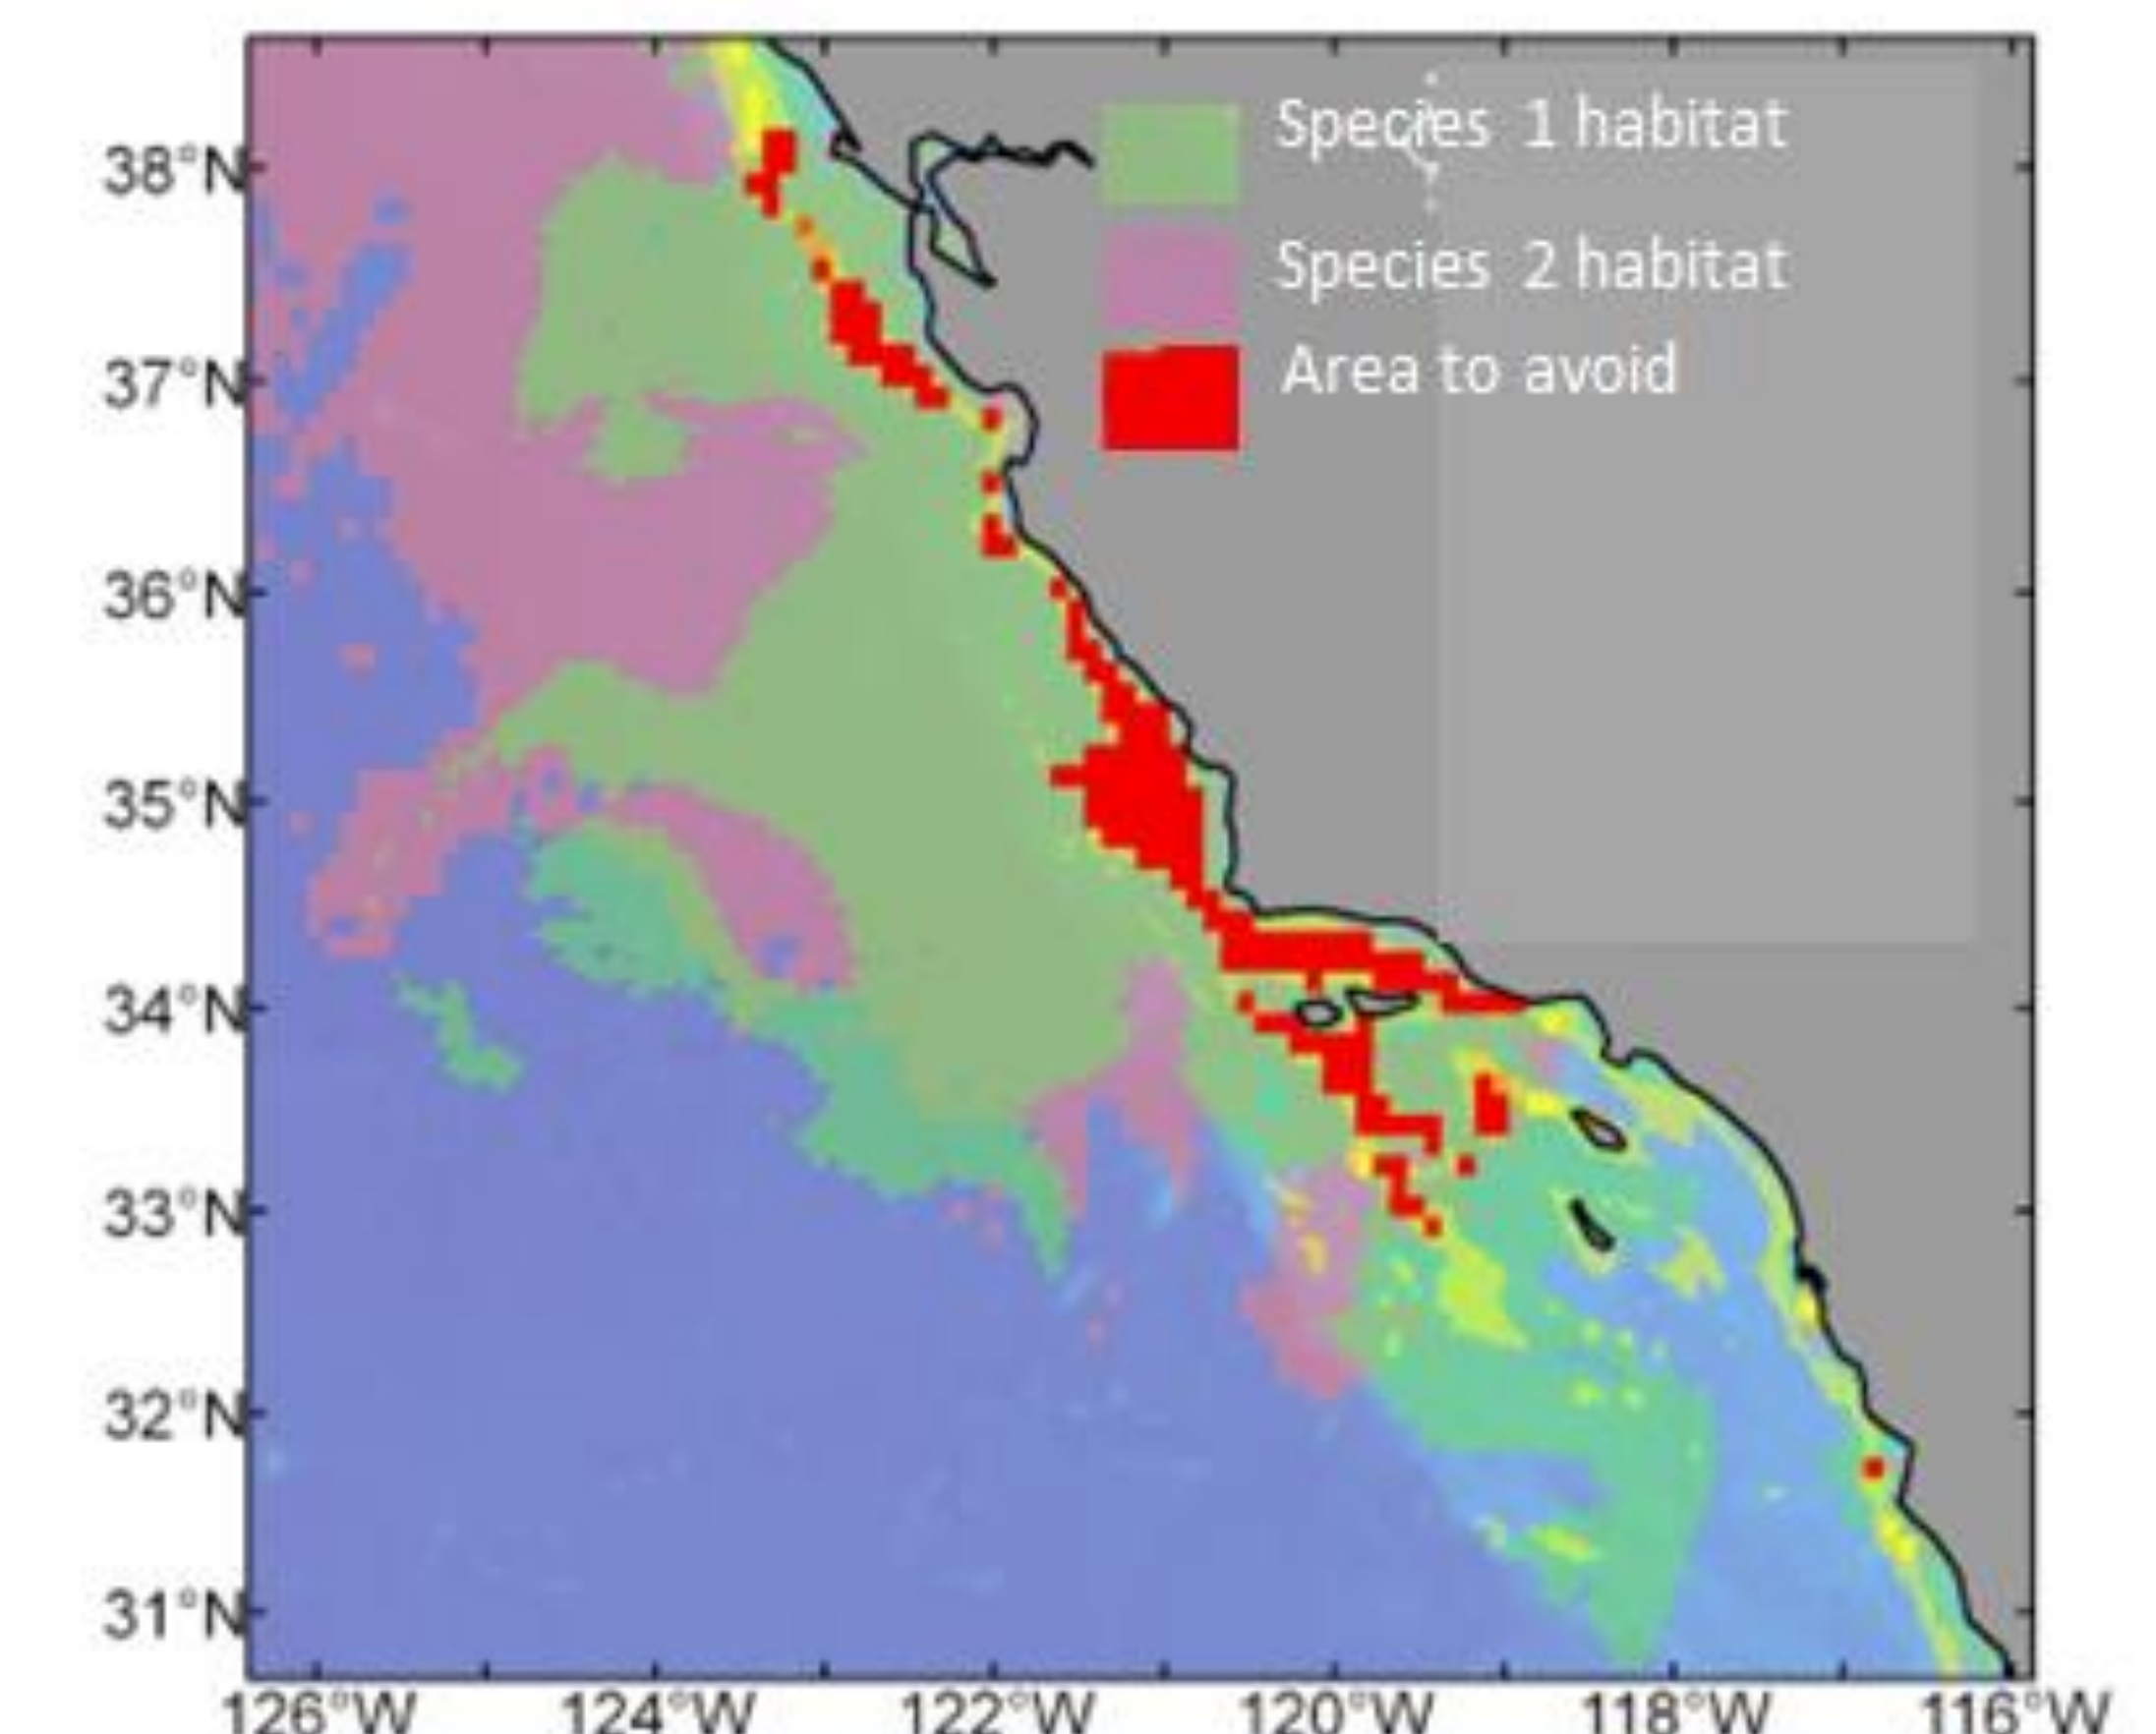 Species 1 habitat
Species 2 habitat
Area to avoid
38°N
37°N
36°N
35°N
34°N
33°N
32°N
31°N
126°W 124°W 122°W 120°W 118°W 116°W